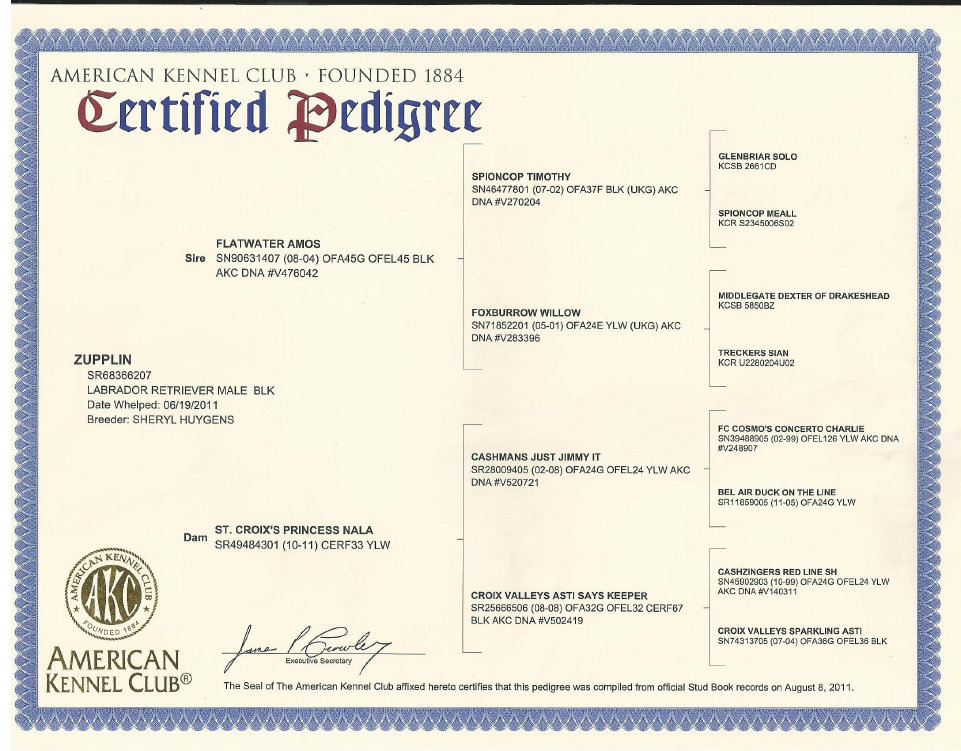 AMERICAN KENNEL CLUB · FOUNDED 1884
Certified Pedigree
ZUPPLIN
SR68366207
LABRADOR RETRIEVER MALE BLK
Date Whelped: 06/19/2011
Breeder: SHERYL HUYGENS
FLATWATER AMOS
Sire SN90631407 (08-04) OFA45G OFEL45 BLK
AKC DNA #V476042
Dam ST. CROIX'S PRINCESS NALA
SR49484301 (10-11) CERF33 YLW
SPIONCOP TIMOTHY
SN46477801 (07-02) OFA37F BLK (UKG) AKC
DNA #V270204
FOXBURROW WILLOW
SN71852201 (05-01) OFA24E YLW (UKG) AKC
DNA #V283396
CASHMANS JUST JIMMY IT
SR28009405 (02-08) OFA24G OFEL24 YLW AKC
DNA #V520721
CROIX VALLEYS ASTI SAYS KEEPER
SR25666506 (08-08) OFA32G OFEL32 CERF67
BLK AKC DNA #V502419
GLENBRIAR SOLO
KCSB 2661CD
SPIONCOP MEALL
KCR S2345006S02
MIDDLEGATE DEXTER OF DRAKESHEAD
KCSB 5850BZ
TRECKERS SIAN
KCR U2280204U02
FC COSMO'S CONCERTO CHARLIE
SN39488905 (02-99) OFEL126 YLW AKC DNA
#V248907
BEL AIR DUCK ON THE LINE
SR11859005 (11-05) OFA24G YLW
CASHZINGERS RED LINE SH
SN45902903 (10-99) OFA24G OFEL24 YLW
AKC DNA #V140311
CROIX VALLEYS SPARKLING ASTI
SN74313705 (07-04) OFA36G OFEL36 BLK
AMERICAN KENNEL CLUB
AKC
FOUNDED 1884
AMERICAN
KENNEL CLUB®
James P Crowley
Executive Secretary
The Seal of The American Kennel Club affixed hereto certifies that this pedigree was compiled from official Stud Book records on August 8, 2011.